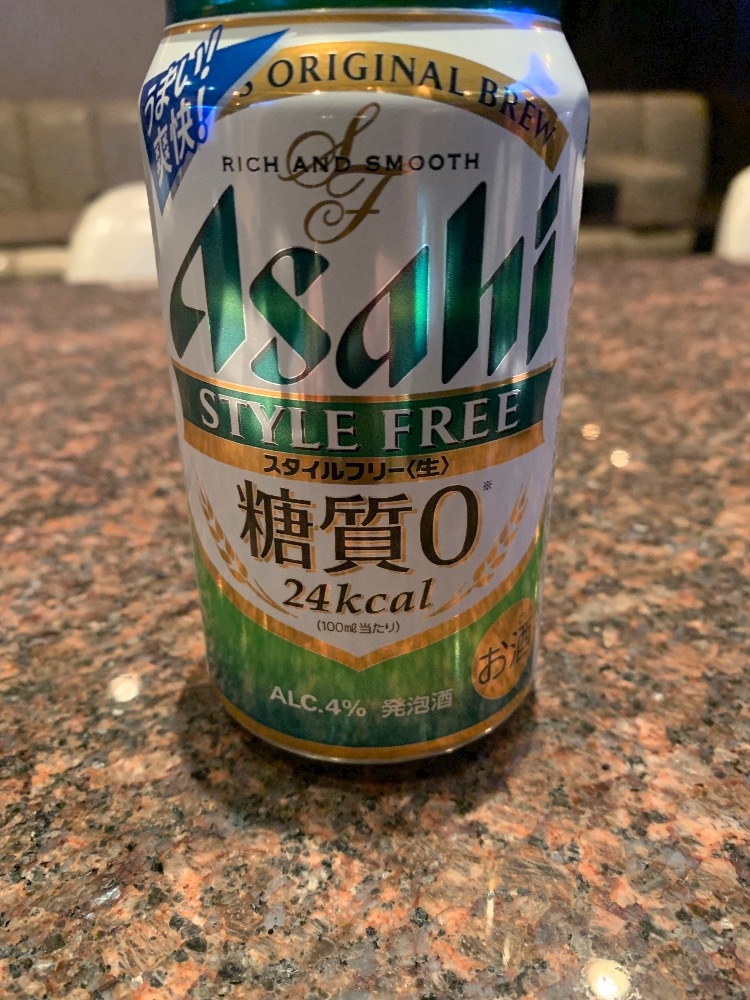 うまい!
爽快!
ORIGINAL BREW
SF
RICH AND SMOOTH
Asahi
STYLE FREE
スタイルフリー〈生〉
糖質0※
24kcal
(100ml当たり)
お酒
ALC.4% 発泡酒